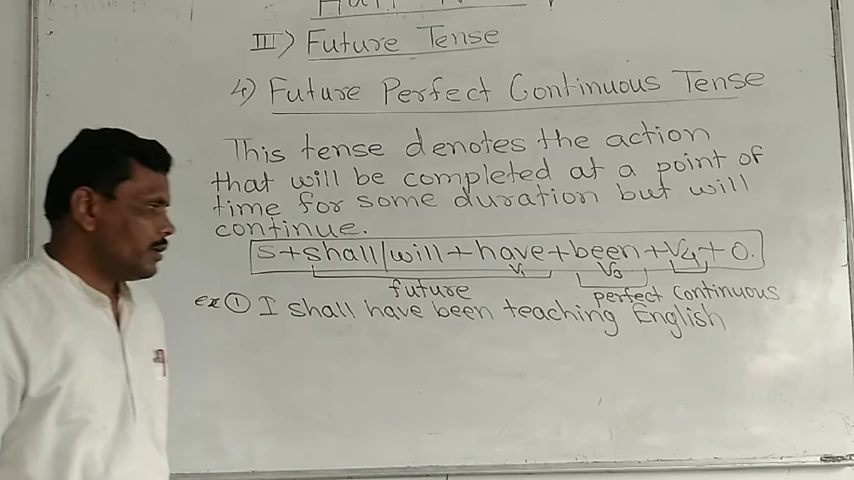 III) Future Tense
4) Future Perfect Continuous Tense
This tense denotes the action
that will be completed at a point of
time for some duration but will
continue.
S+shall/will+have+been+V4+O.
V1 V3
future perfect continuous
ex ① I shall have been teaching English